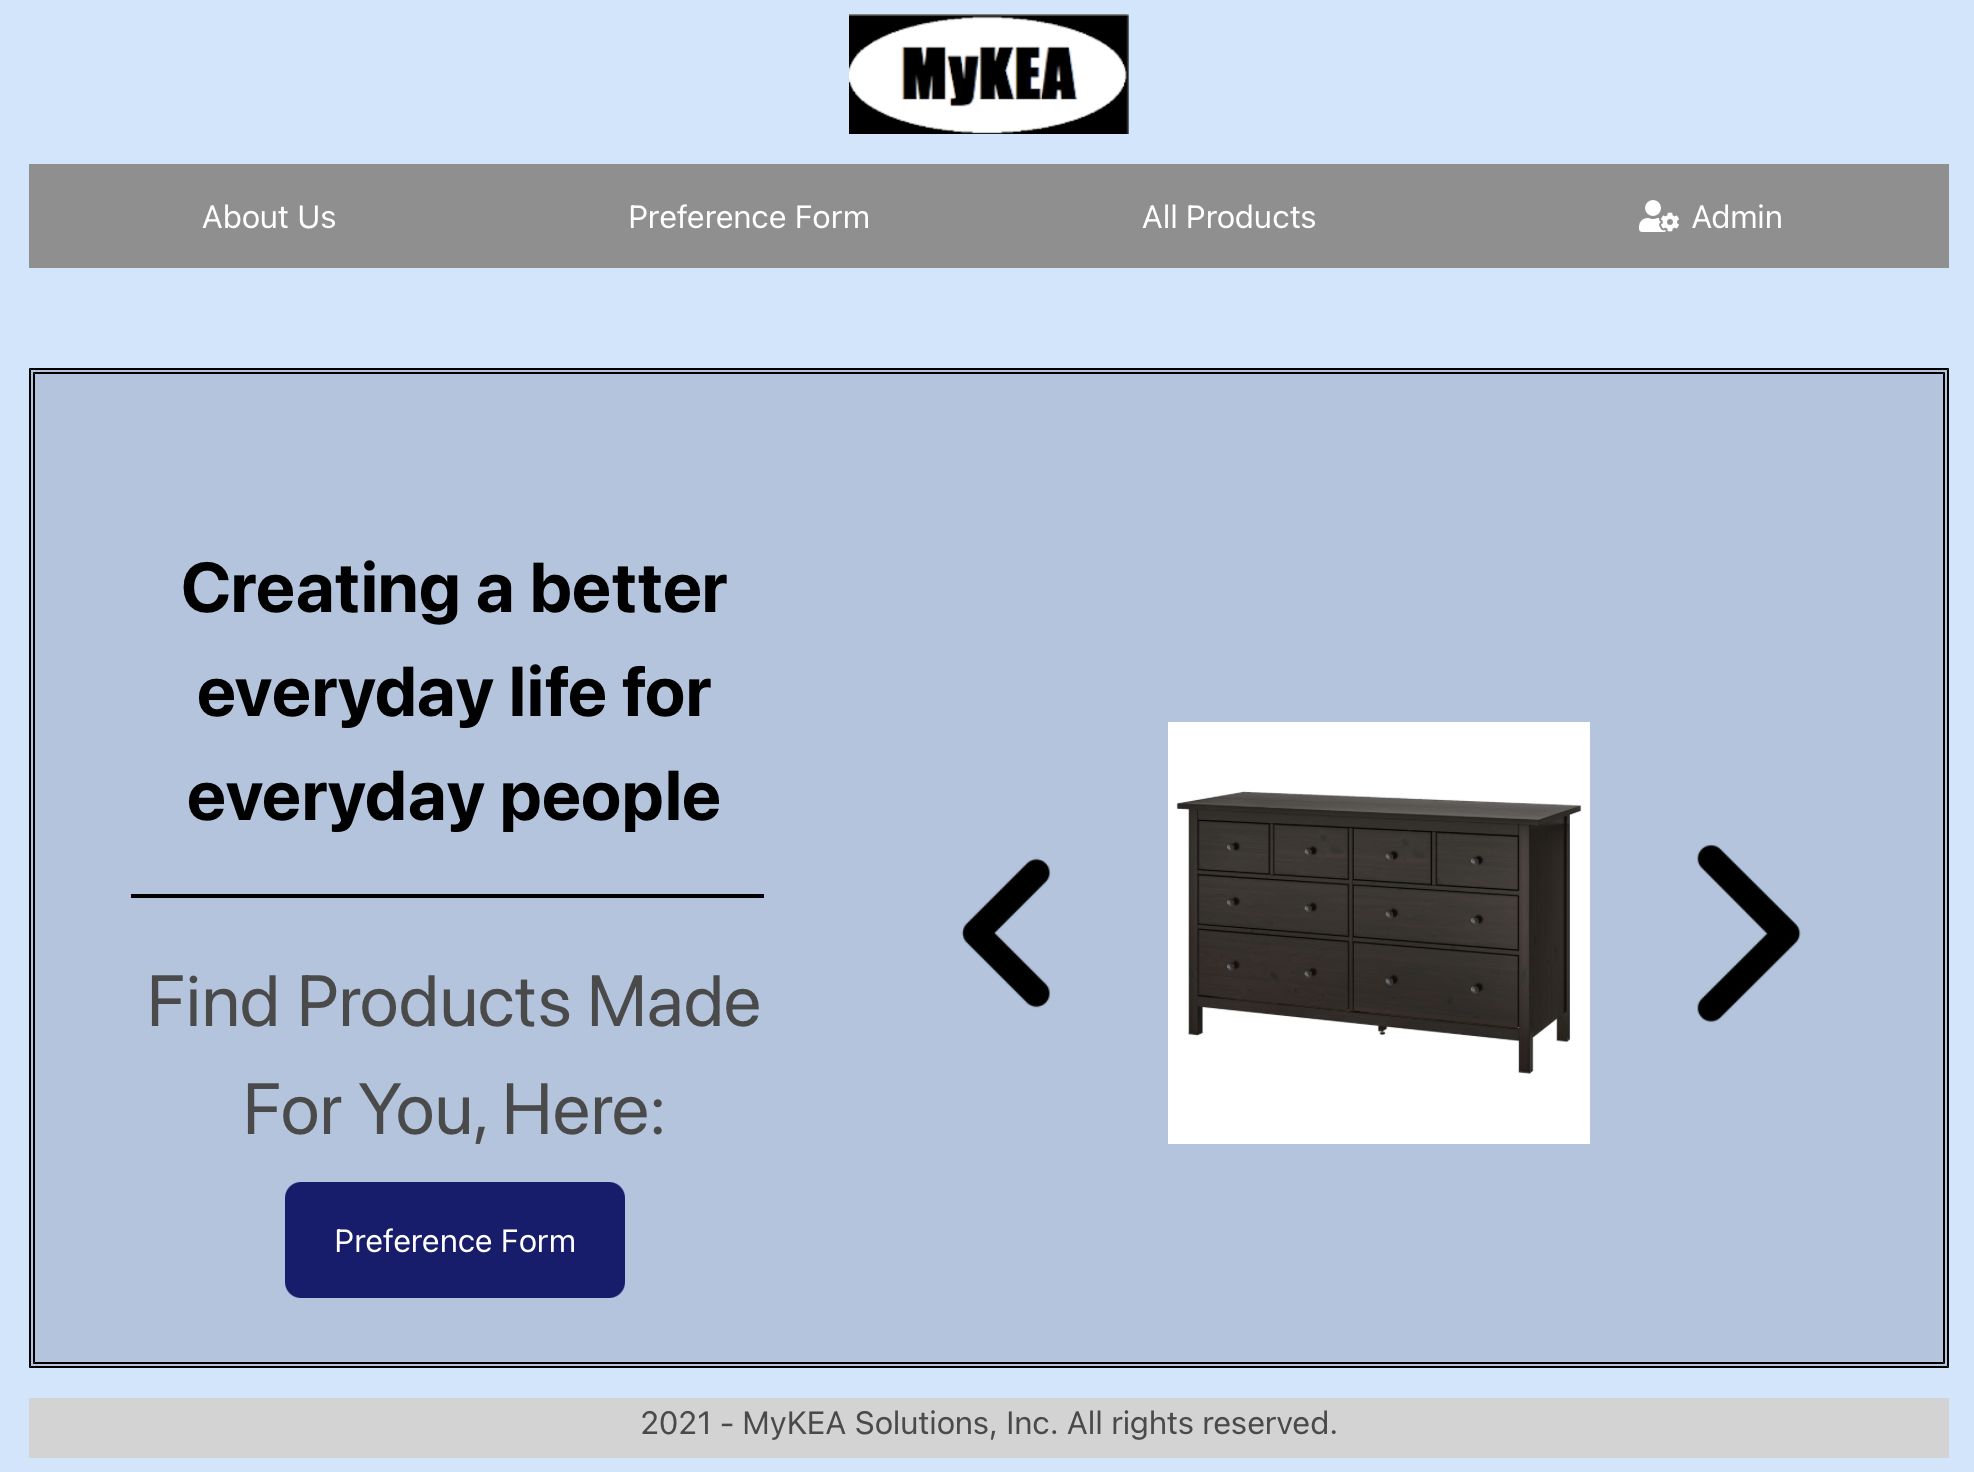 MyKEA
About Us
Preference Form
All Products
Admin
Creating a better
everyday life for
everyday people
Find Products Made
For You, Here:
Preference Form
2021 - MyKEA Solutions, Inc. All rights reserved.